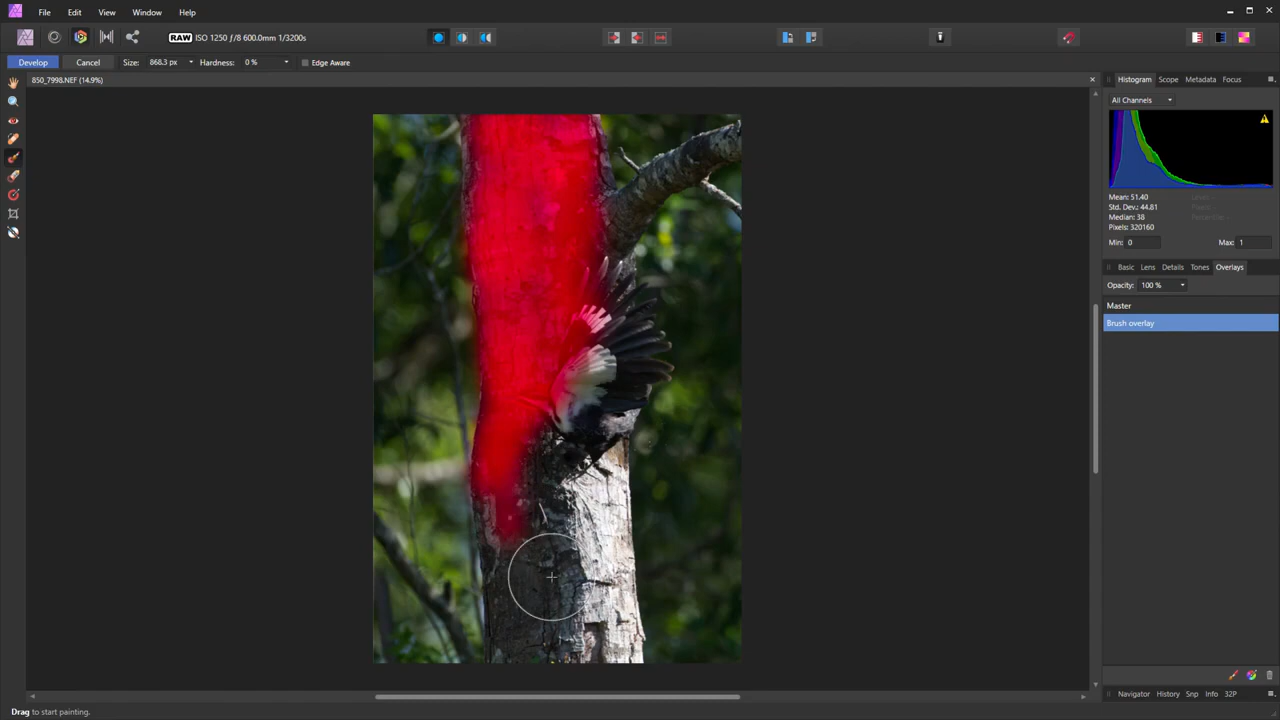 File Edit View Window Help
RAW ISO 1250 ƒ/8 600.0mm 1/3200s
Develop Cancel Size: 868.3 px Hardness: 0 % Edge Aware
850_7998.NEF (14.9%)
Histogram Scope Metadata Focus
All Channels
Mean: 51.40
Std. Dev.: 44.81
Median: 38
Pixels: 320160
Min: 0 Max: 1
Basic Lens Details Tones Overlays
Opacity: 100 %
Master
Brush overlay
Navigator History Snp Info 32P
Drag to start painting.